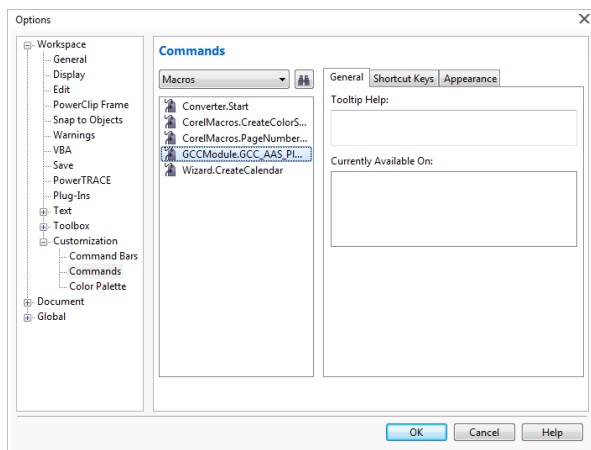 Options
Workspace
General
Display
Edit
PowerClip Frame
Snap to Objects
Warnings
VBA
Save
PowerTRACE
Plug-Ins
Text
Toolbox
Customization
Command Bars
Commands
Color Palette
Document
Global
Commands
Macros
Converter.Start
CorelMacros.CreateColorS...
CorelMacros.PageNumber...
GCCModule.GCC_AAS_Pl...
Wizard.CreateCalendar
General Shortcut Keys Appearance
Tooltip Help:
Currently Available On:
OK Cancel Help